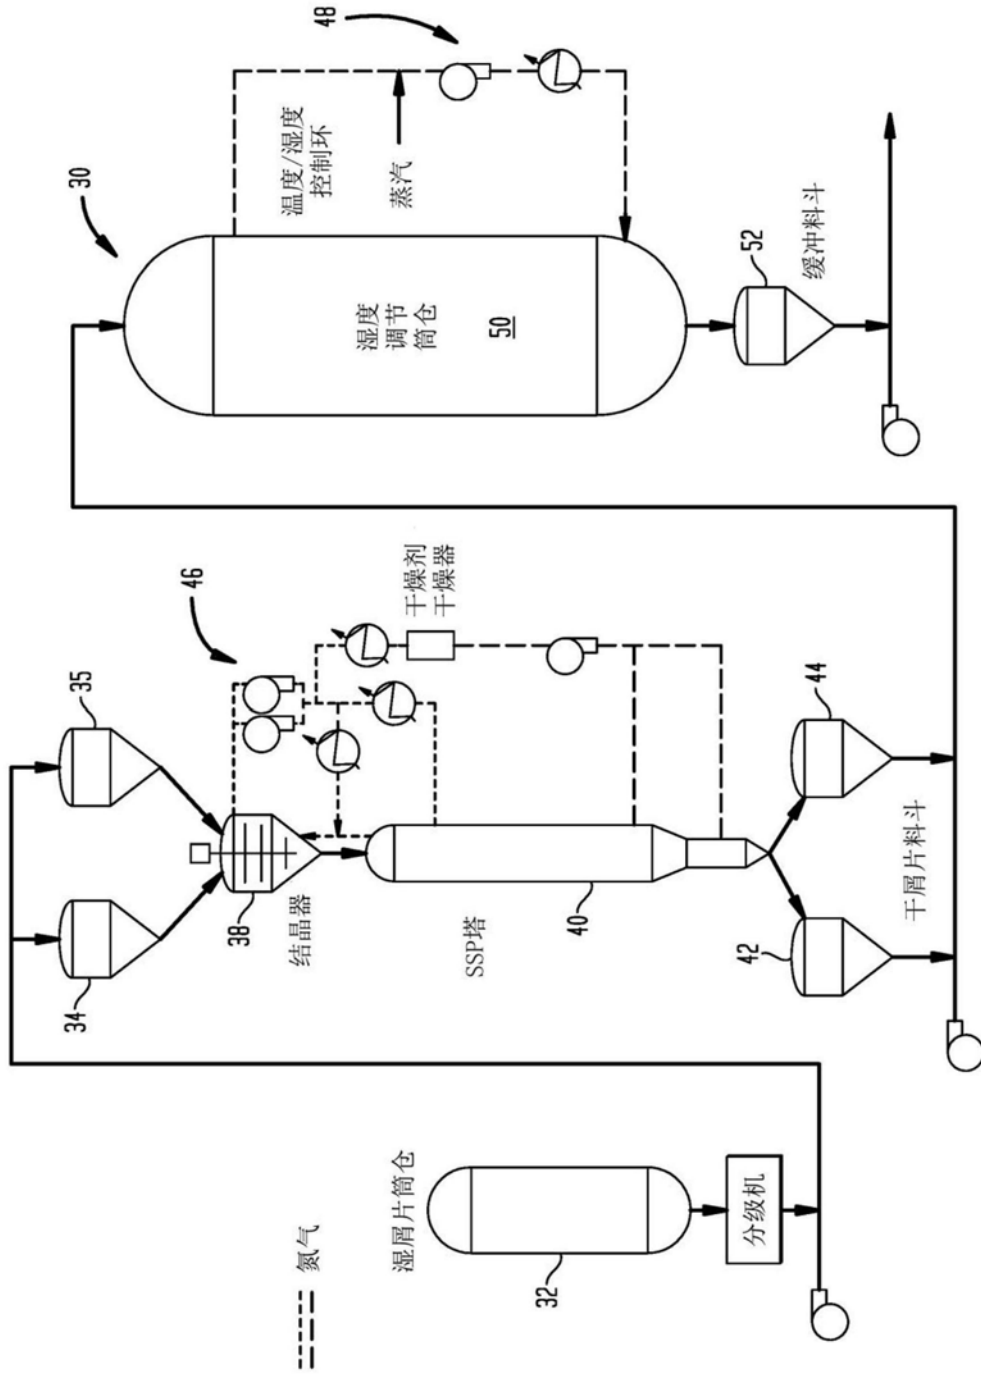 氮气
湿屑片筒仓
32
分级机
34
35
38
结晶器
46
干燥剂
干燥器
SSP塔
40
42
44
干屑片料斗
30
温度/湿度
控制环
48
蒸汽
湿度
调节
筒仓
50
52
缓冲料斗